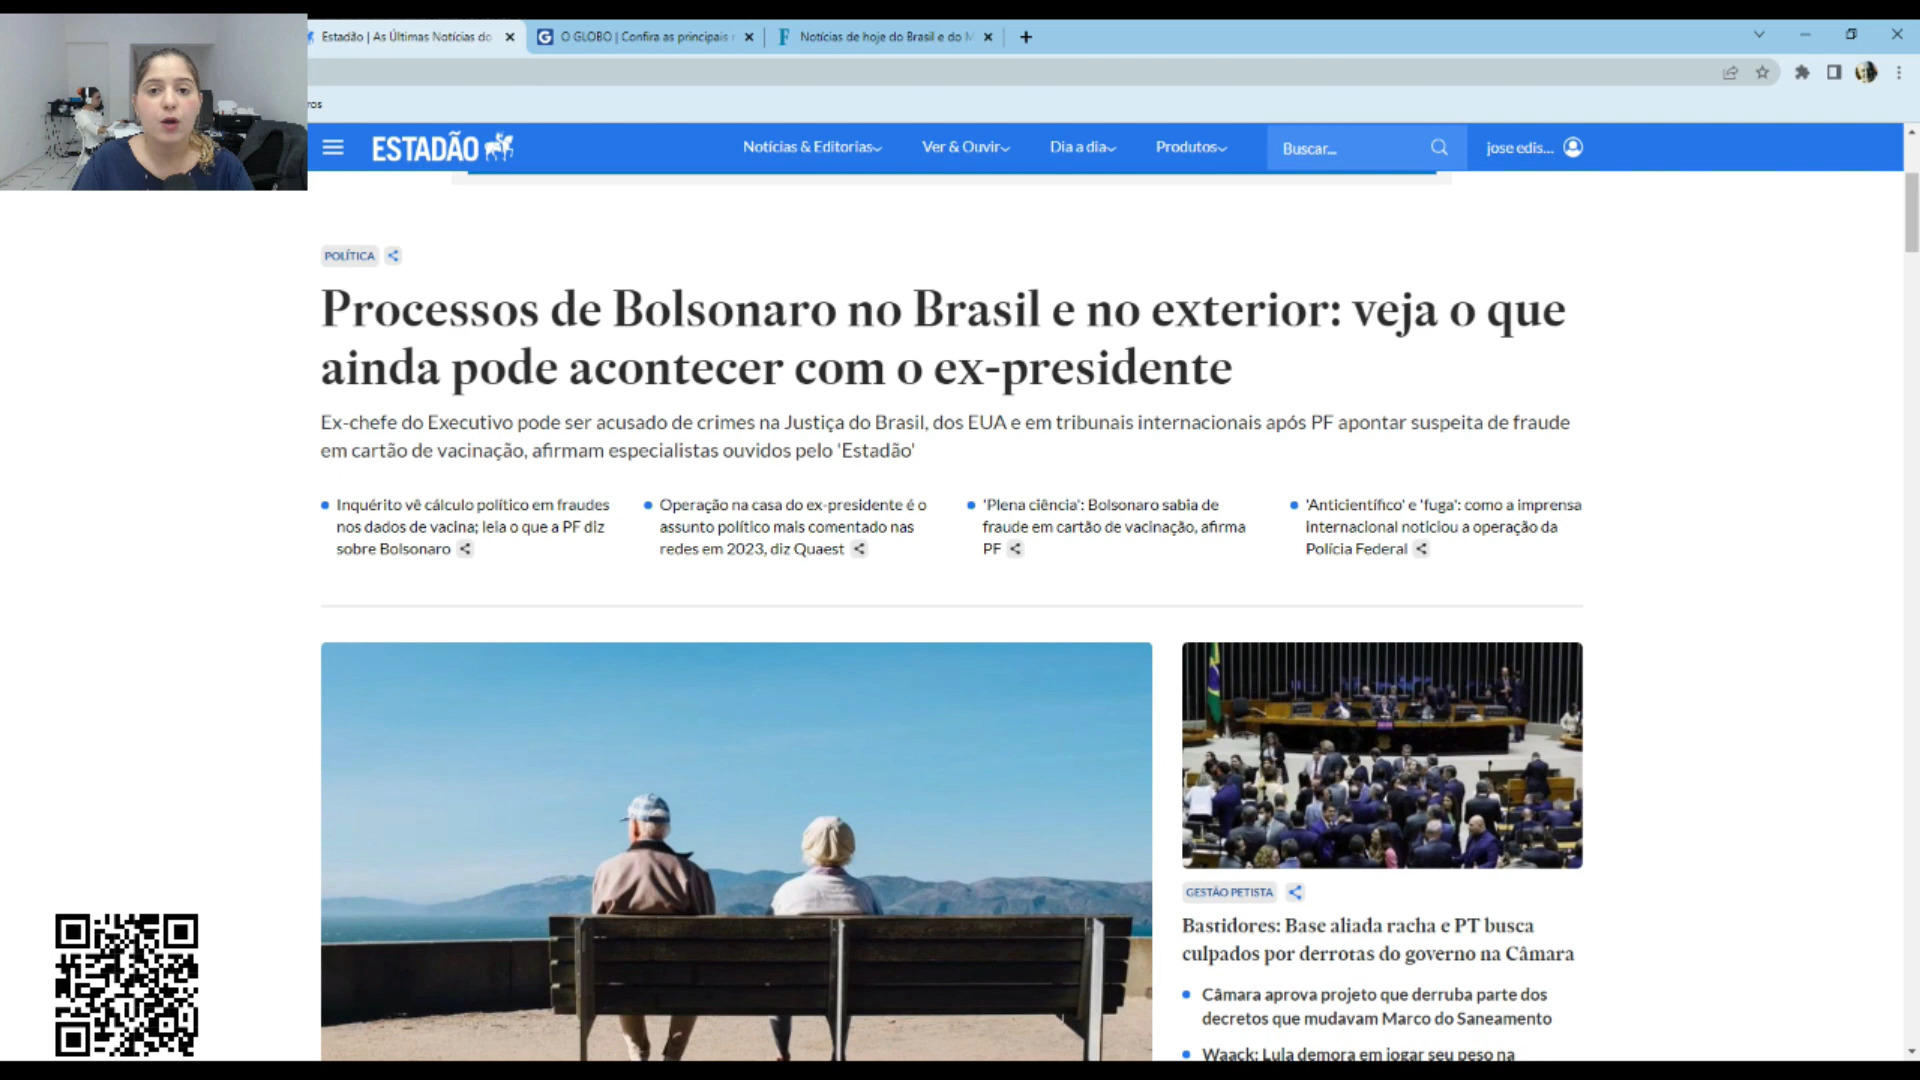 Estadão | As Últimas Notícias do
O GLOBO | Confira as principais
Notícias de hoje do Brasil e do M
ros
ESTADÃO
Notícias & Editorias
Ver & Ouvir
Dia a dia
Produtos
Buscar...
jose edis...
POLÍTICA
Processos de Bolsonaro no Brasil e no exterior: veja o que
ainda pode acontecer com o ex-presidente
Ex-chefe do Executivo pode ser acusado de crimes na Justiça do Brasil, dos EUA e em tribunais internacionais após PF apontar suspeita de fraude
em cartão de vacinação, afirmam especialistas ouvidos pelo 'Estadão'
Inquérito vê cálculo político em fraudes
nos dados de vacina; leia o que a PF diz
sobre Bolsonaro
Operação na casa do ex-presidente é o
assunto político mais comentado nas
redes em 2023, diz Quaest
'Plena ciência': Bolsonaro sabia de
fraude em cartão de vacinação, afirma
PF
'Anticientífico' e 'fuga': como a imprensa
internacional noticiou a operação da
Polícia Federal
GESTÃO PETISTA
Bastidores: Base aliada racha e PT busca
culpados por derrotas do governo na Câmara
Câmara aprova projeto que derruba parte dos
decretos que mudavam Marco do Saneamento
Waack: Lula demora em jogar seu peso na